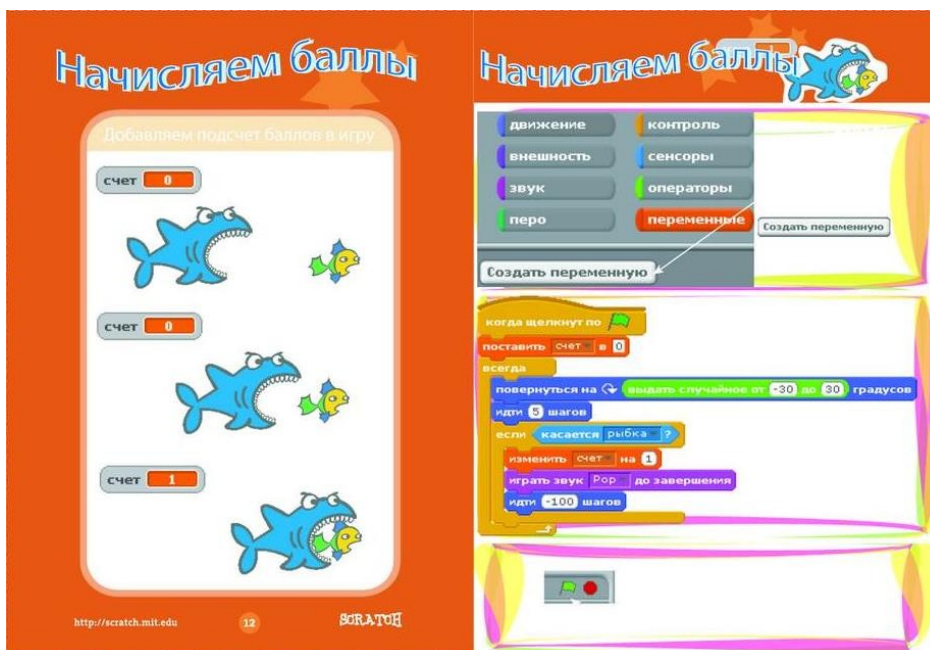 Начисляем баллы
Добавляем подсчет баллов в игру
счет 0
счет 0
счет 1
http://scratch.mit.edu
12
SCRATCH
Начисляем баллы
движение
контроль
внешность
сенсоры
звук
операторы
перо
переменные
Создать переменную
Создать переменную
когда щелкнут по
поставить счет в 0
всегда
повернуться на выдать случайное от -30 до 30 градусов
идти 5 шагов
если касается рыбка ?
изменить счет на 1
играть звук Pop до завершения
идти -100 шагов